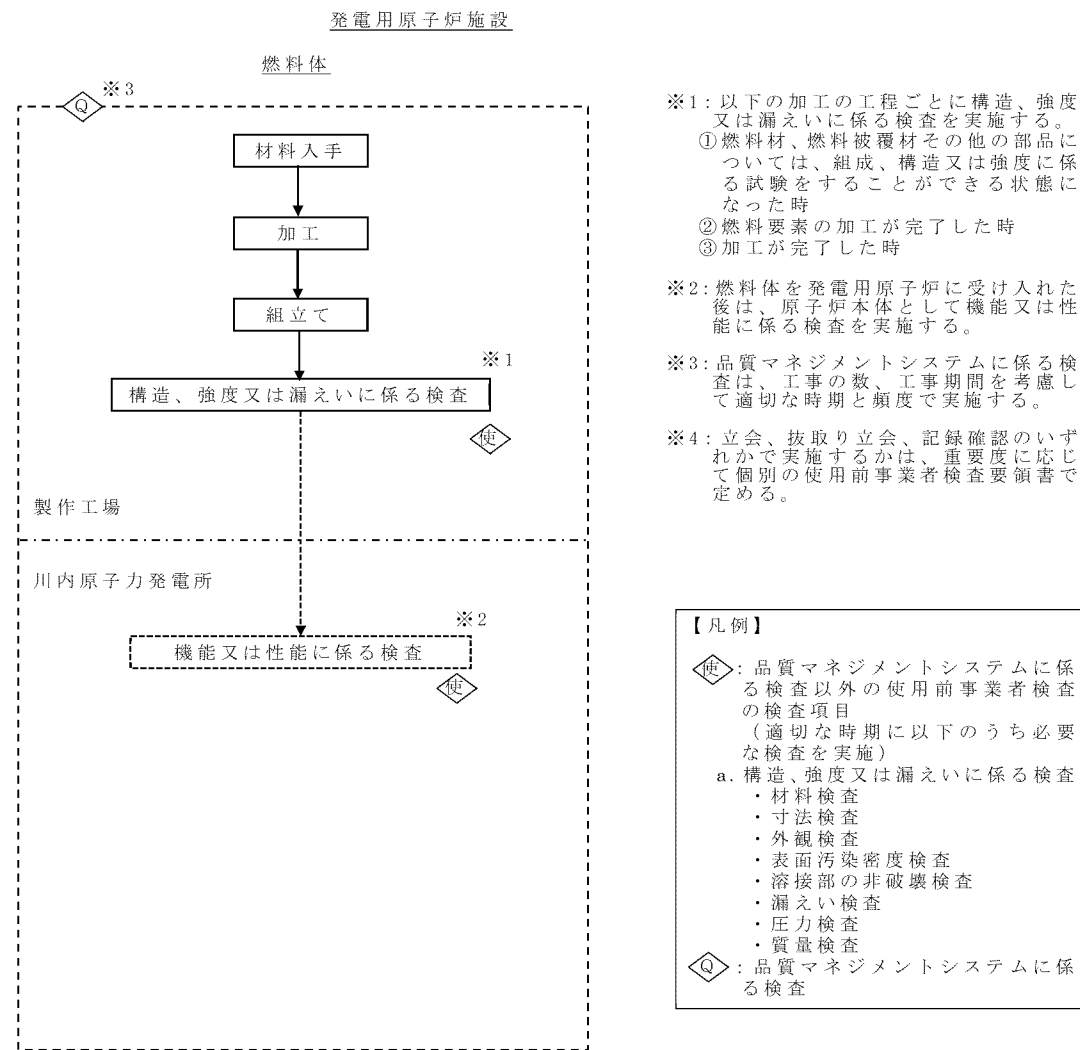 発電用原子炉施設
燃料体
Q
※3
材料入手
加工
組立て
※1
構造、強度又は漏えいに係る検査
使
製作工場
川内原子力発電所
※2
機能又は性能に係る検査
使
※1:以下の加工の工程ごとに構造、強度
又は漏えいに係る検査を実施する。
①燃料材、燃料被覆材その他の部品に
ついては、組成、構造又は強度に係
る試験をすることができる状態に
なった時
②燃料要素の加工が完了した時
③加工が完了した時
※2:燃料体を発電用原子炉に受け入れた
後は、原子炉本体として機能又は性
能に係る検査を実施する。
※3:品質マネジメントシステムに係る検
査は、工事の数、工事期間を考慮し
て適切な時期と頻度で実施する。
※4:立会、抜取り立会、記録確認のいず
れかで実施するかは、重要度に応じ
て個別の使用前事業者検査要領書で
定める。
【凡例】
使:品質マネジメントシステムに係
る検査以外の使用前事業者検査
の検査項目
(適切な時期に以下のうち必要
な検査を実施)
a.構造、強度又は漏えいに係る検査
・材料検査
・寸法検査
・外観検査
・表面汚染密度検査
・溶接部の非破壊検査
・漏えい検査
・圧力検査
・質量検査
Q:品質マネジメントシステムに係
る検査